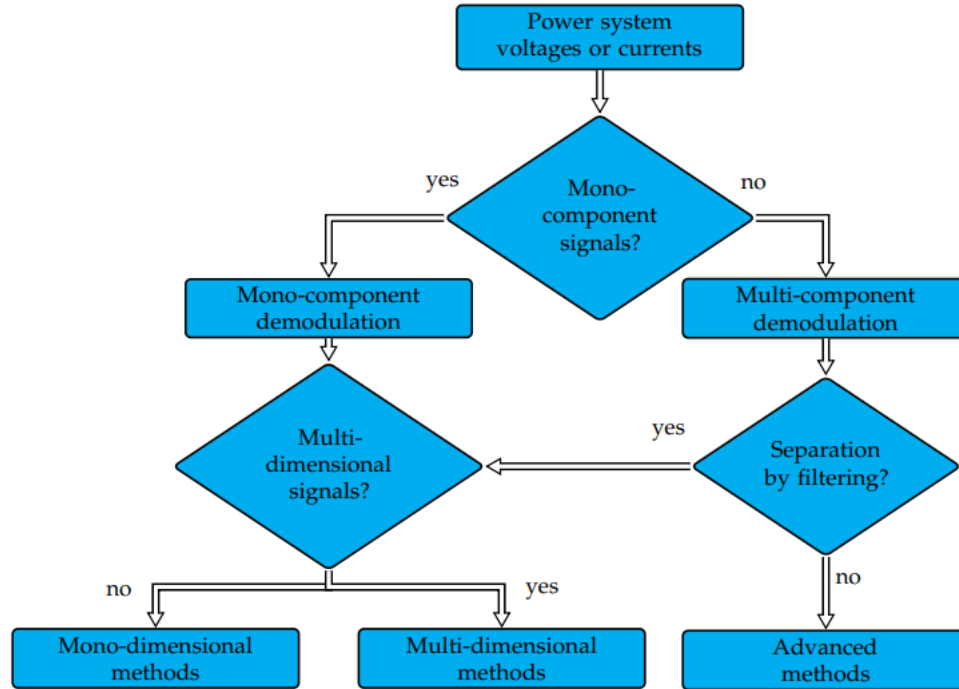 Power system
voltages or currents
yes
no
Mono-
component
signals?
Mono-component
demodulation
Multi-component
demodulation
Multi-
dimensional
signals?
yes
Separation
by filtering?
no
yes
no
Mono-dimensional
methods
Multi-dimensional
methods
Advanced
methods